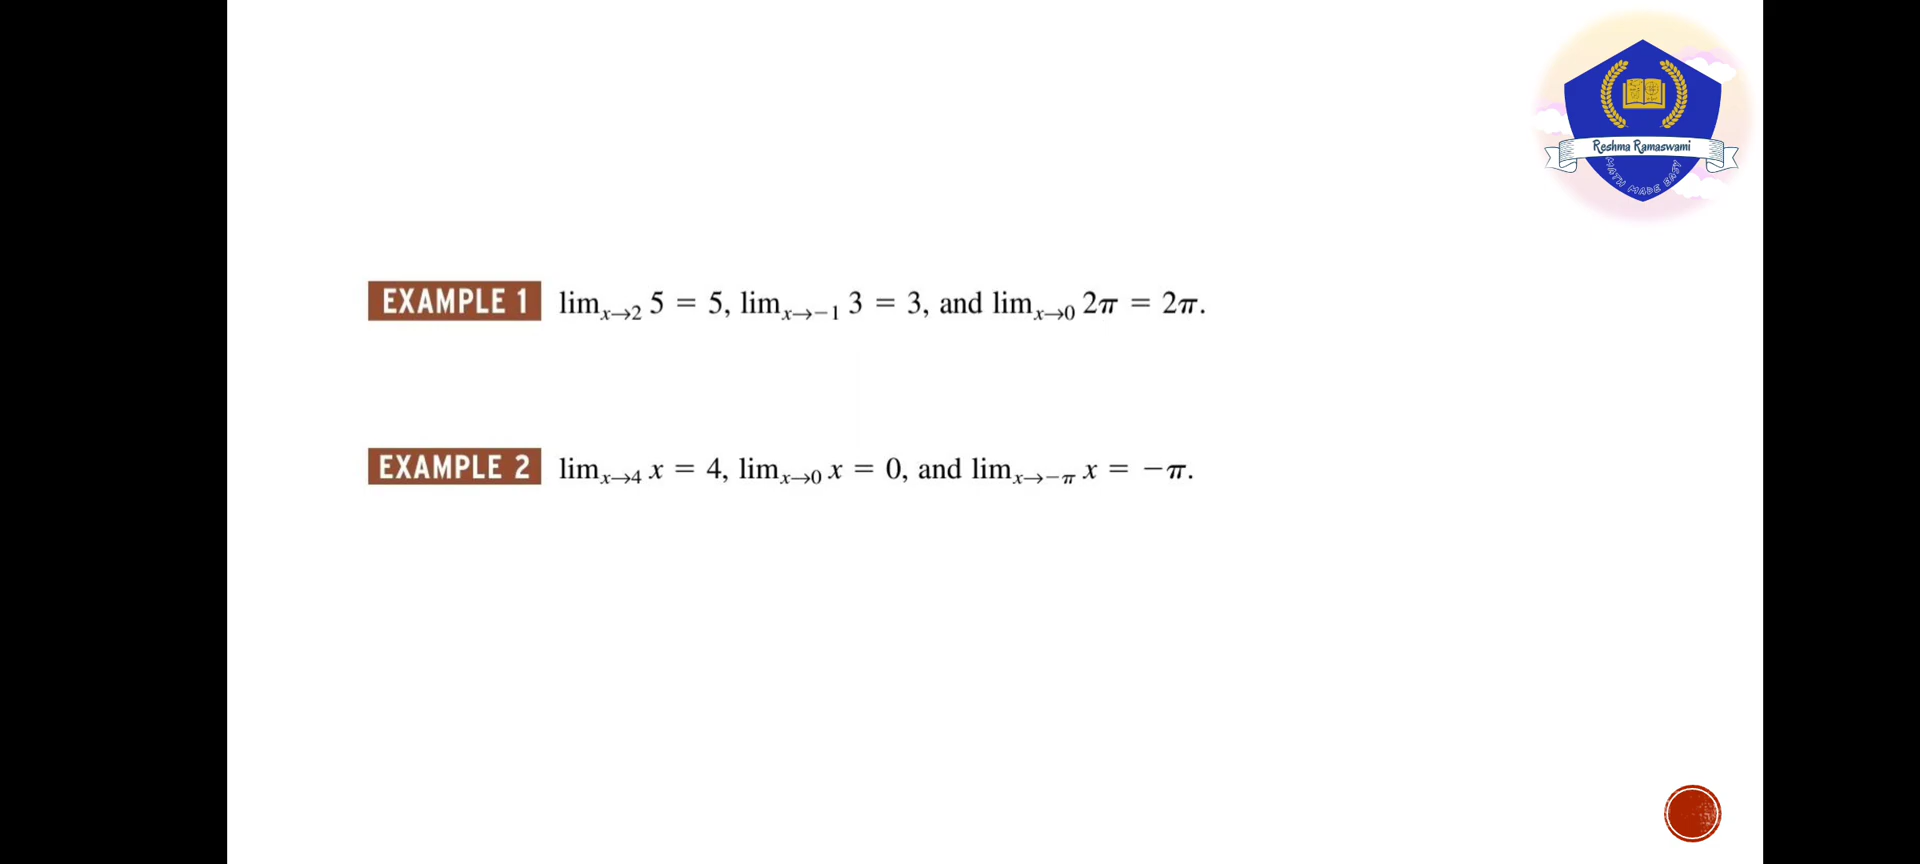 Reshma Ramaswami
MATH MADE EASY
EXAMPLE 1 lim_{x→2} 5 = 5, lim_{x→−1} 3 = 3, and lim_{x→0} 2π = 2π.
EXAMPLE 2 lim_{x→4} x = 4, lim_{x→0} x = 0, and lim_{x→−π} x = −π.